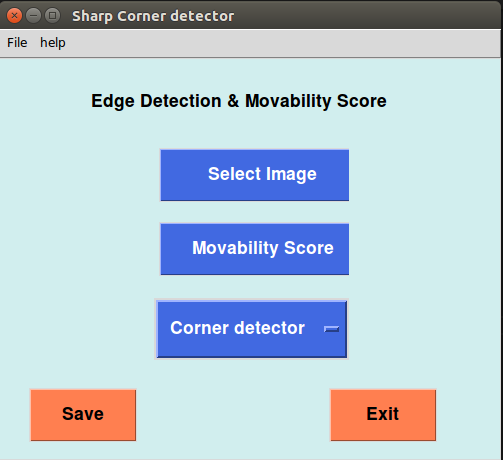 Sharp Corner detector
File help
Edge Detection & Movability Score
Select Image
Movability Score
Corner detector
Save Exit